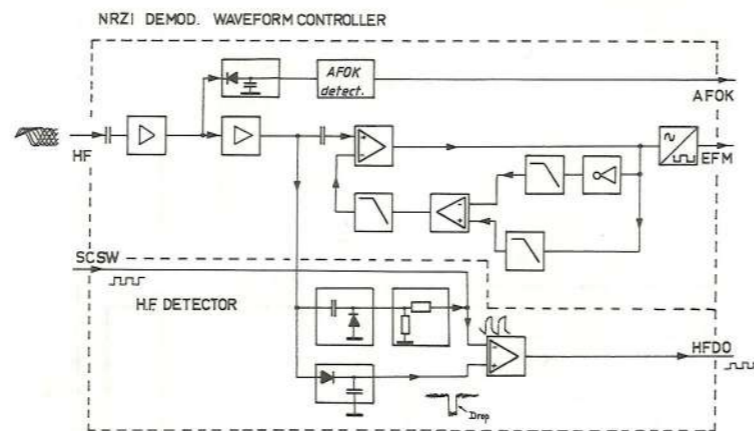 NRZI DEMOD. WAVEFORM CONTROLLER
AFOK
detect.
AFOK
HF
EFM
SCSW
H.F. DETECTOR
HFDO
Drop